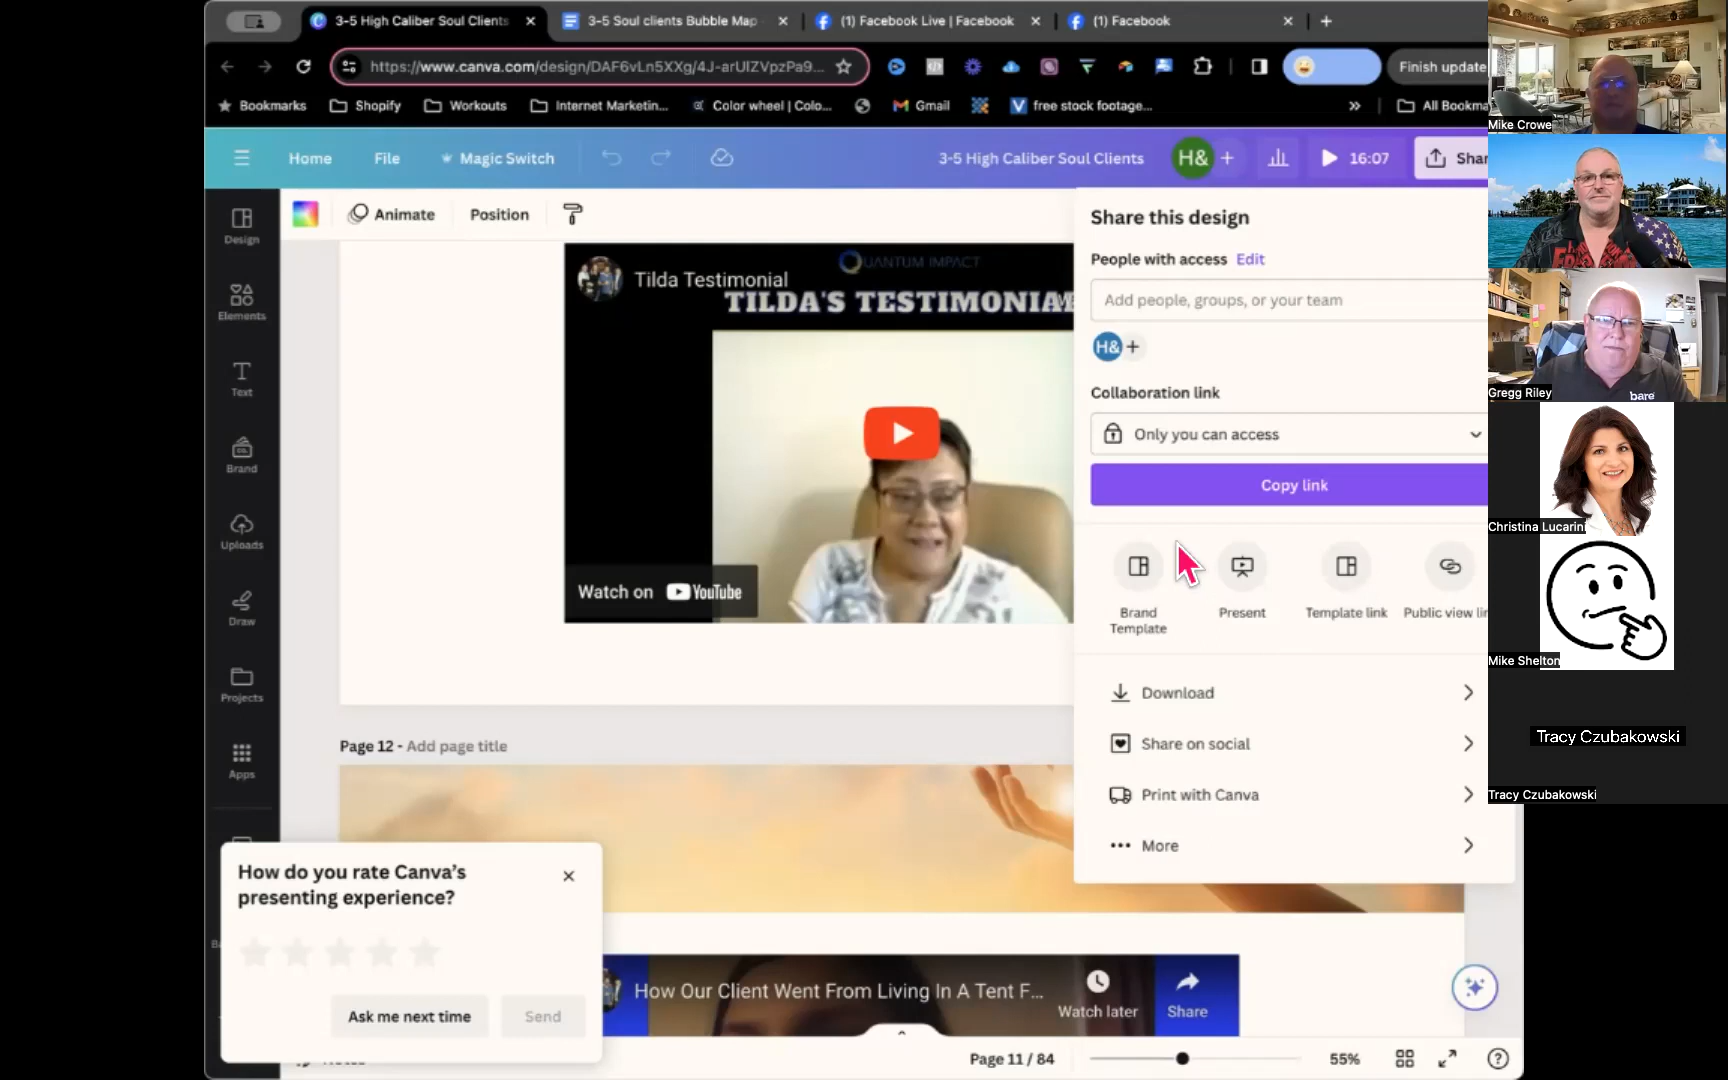 3-5 High Caliber Soul Clients
3-5 Soul clients Bubble Map
(1) Facebook Live | Facebook
(1) Facebook
https://www.canva.com/design/DAF6vLn5XXg/4J-arUIZVpzPa9...
Finish update
Bookmarks
Shopify
Workouts
Internet Marketin...
Color wheel | Colo...
Gmail
free stock footage...
All Bookma
Home
File
Magic Switch
3-5 High Caliber Soul Clients
H&
16:07
Shar
Design
Elements
Text
Brand
Uploads
Draw
Projects
Apps
Animate
Position
QUANTUM IMPACT
Tilda Testimonial
TILDA'S TESTIMONIA
Watch on YouTube
Share this design
People with access Edit
Add people, groups, or your team
H&
Collaboration link
Only you can access
Copy link
Brand
Template
Present
Template link
Public view lin
Download
Share on social
Print with Canva
More
Page 12 - Add page title
How do you rate Canva's
presenting experience?
Ask me next time
Send
How Our Client Went From Living In A Tent F...
Watch later
Share
Page 11 / 84
55%
Mike Crowe
Gregg Riley
bare
Christina Lucarini
Mike Shelton
Tracy Czubakowski
Tracy Czubakowski